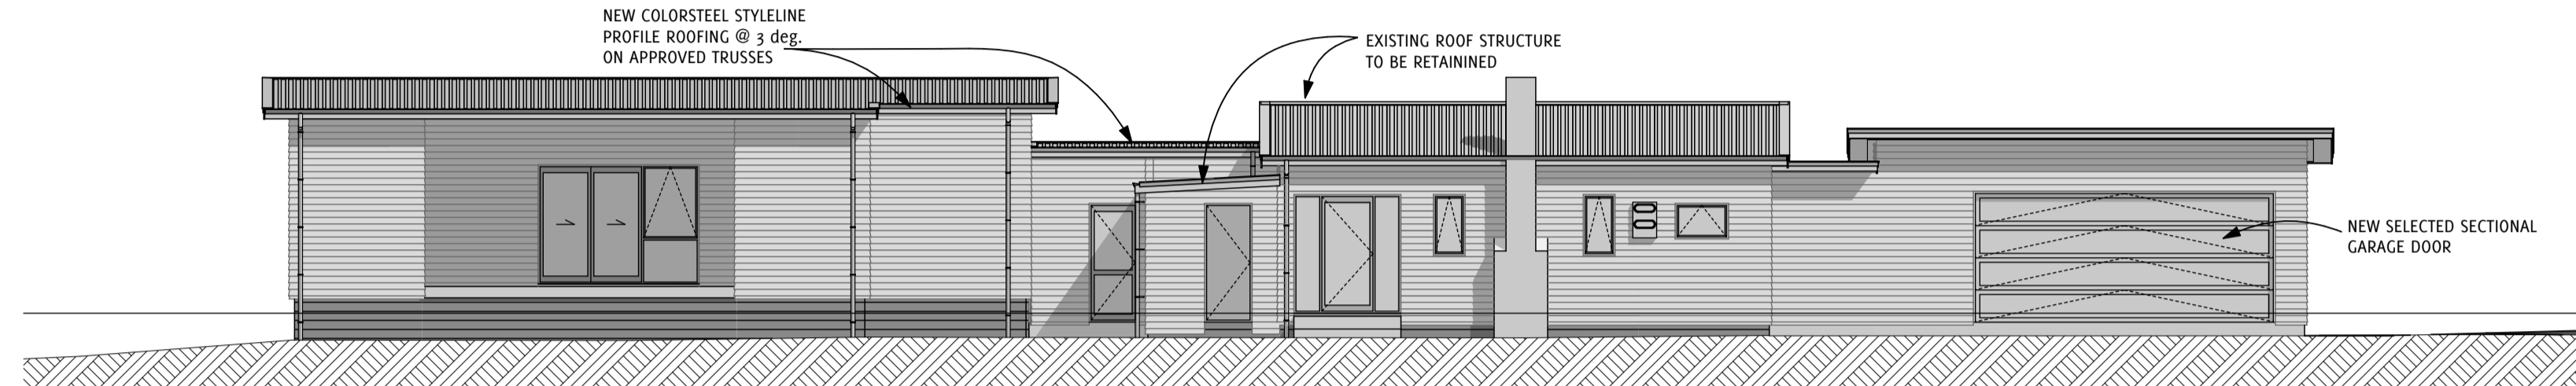 NEW COLORSTEEL STYLELINE
PROFILE ROOFING @ 3 deg.
ON APPROVED TRUSSES
EXISTING ROOF STRUCTURE
TO BE RETAININED
NEW SELECTED SECTIONAL
GARAGE DOOR